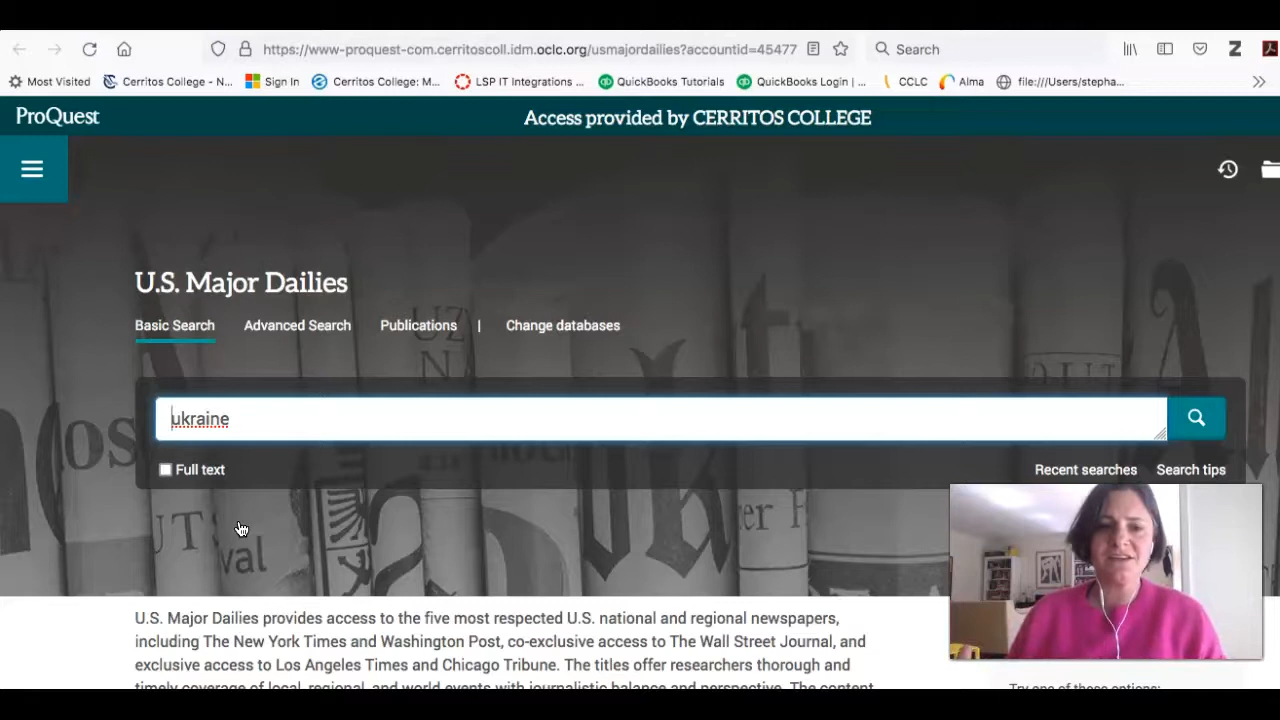 https://www-proquest-com.cerritoscoll.idm.oclc.org/usmajordailies?accountid=45477
Search
Most Visited
Cerritos College - N...
Sign In
Cerritos College: M...
LSP IT Integrations ...
QuickBooks Tutorials
QuickBooks Login | ...
CCLC
Alma
file:///Users/stepha...
ProQuest
Access provided by CERRITOS COLLEGE
U.S. Major Dailies
Basic Search
Advanced Search
Publications
|
Change databases
ukraine
Full text
Recent searches
Search tips
U.S. Major Dailies provides access to the five most respected U.S. national and regional newspapers,
including The New York Times and Washington Post, co-exclusive access to The Wall Street Journal, and
exclusive access to Los Angeles Times and Chicago Tribune. The titles offer researchers thorough and
timely coverage of local, regional, and world events with journalistic balance and perspective. The content
Try one of these options: